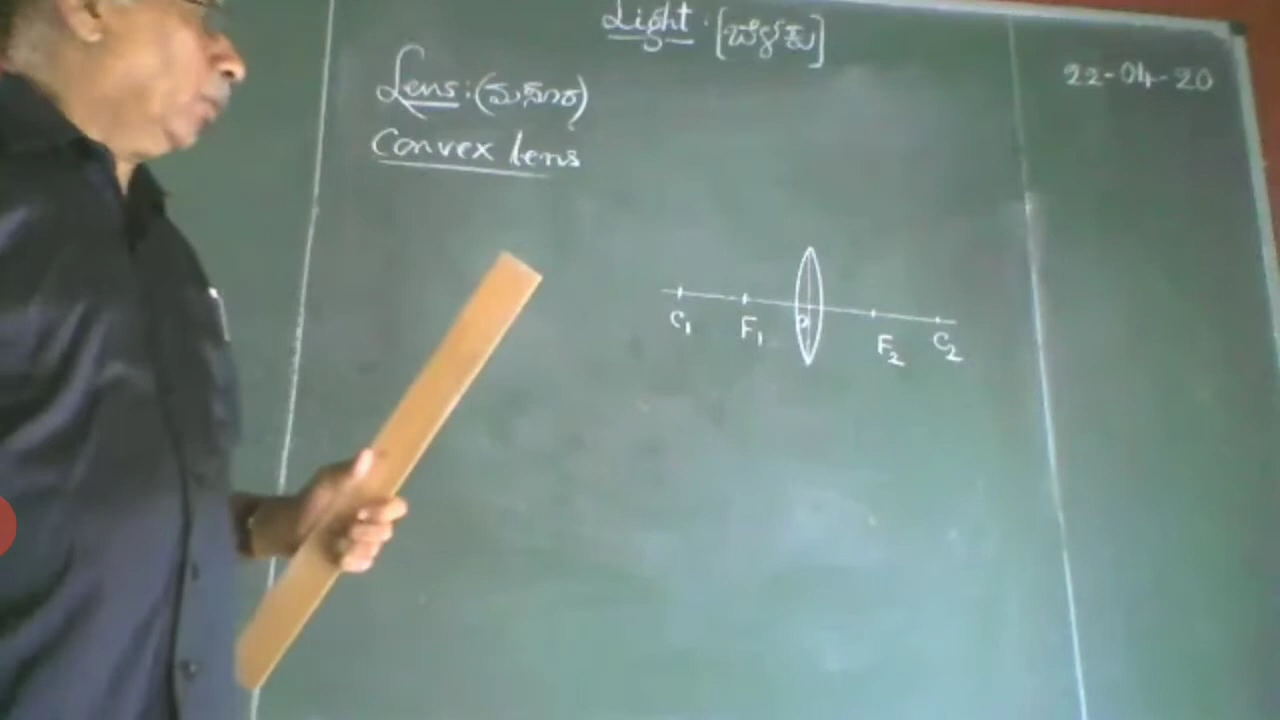 Light : [ಬೆಳಕು]
22-04-20
Lens : (ಮಸೂರ)
Convex lens
C₁ F₁ F₂ C₂